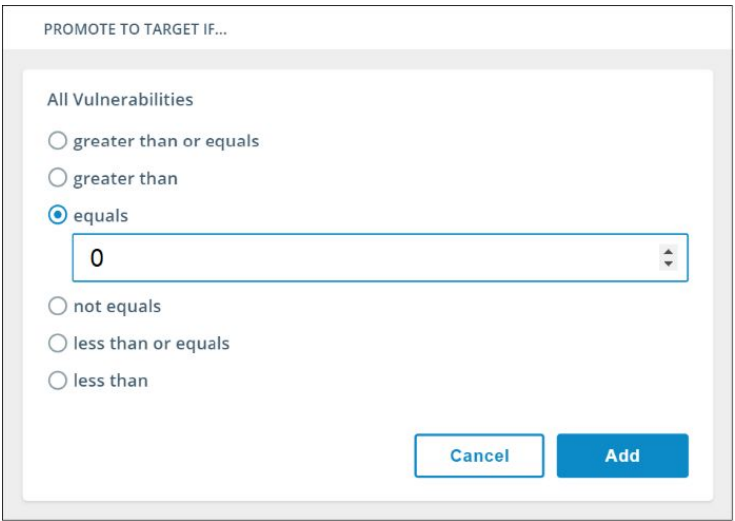 PROMOTE TO TARGET IF...
All Vulnerabilities
greater than or equals
greater than
equals
0
not equals
less than or equals
less than
Cancel Add